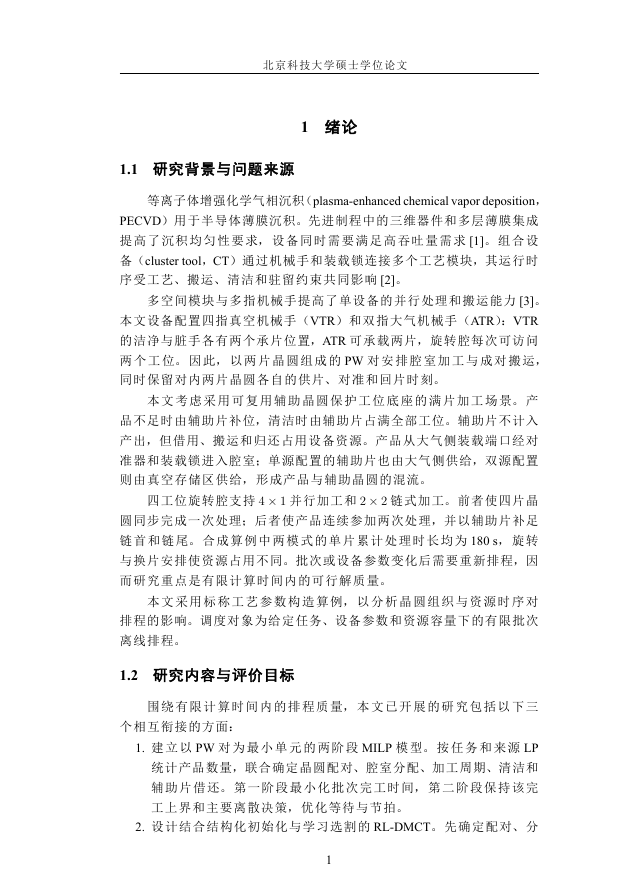 北京科技大学硕士学位论文
1 绪论
1.1 研究背景与问题来源
等离子体增强化学气相沉积（plasma-enhanced chemical vapor deposition，
PECVD）用于半导体薄膜沉积。先进制程中的三维器件和多层薄膜集成
提高了沉积均匀性要求，设备同时需要满足高吞吐量需求 [1]。组合设
备（cluster tool，CT）通过机械手和装载锁连接多个工艺模块，其运行时
序受工艺、搬运、清洁和驻留约束共同影响 [2]。
多空间模块与多指机械手提高了单设备的并行处理和搬运能力 [3]。
本文设备配置四指真空机械手（VTR）和双指大气机械手（ATR）：VTR
的洁净与脏手各有两个承片位置，ATR 可承载两片，旋转腔每次可访问
两个工位。因此，以两片晶圆组成的 PW 对安排腔室加工与成对搬运，
同时保留对内两片晶圆各自的供片、对准和回片时刻。
本文考虑采用可复用辅助晶圆保护工位底座的满片加工场景。产
品不足时由辅助片补位，清洁时由辅助片占满全部工位。辅助片不计入
产出，但借用、搬运和归还占用设备资源。产品从大气侧装载端口经对
准器和装载锁进入腔室；单源配置的辅助片也由大气侧供给，双源配置
则由真空存储区供给，形成产品与辅助晶圆的混流。
四工位旋转腔支持 4 × 1 并行加工和 2 × 2 链式加工。前者使四片晶
圆同步完成一次处理；后者使产品连续参加两次处理，并以辅助片补足
链首和链尾。合成算例中两模式的单片累计处理时长均为 180 s，旋转
与换片安排使资源占用不同。批次或设备参数变化后需要重新排程，因
而研究重点是有限计算时间内的可行解质量。
本文采用标称工艺参数构造算例，以分析晶圆组织与资源时序对
排程的影响。调度对象为给定任务、设备参数和资源容量下的有限批次
离线排程。
1.2 研究内容与评价目标
围绕有限计算时间内的排程质量，本文已开展的研究包括以下三
个相互衔接的方面：
1. 建立以 PW 对为最小单元的两阶段 MILP 模型。按任务和来源 LP
统计产品数量，联合确定晶圆配对、腔室分配、加工周期、清洁和
辅助片借还。第一阶段最小化批次完工时间，第二阶段保持该完
工上界和主要离散决策，优化等待与节拍。
2. 设计结合结构化初始化与学习选割的 RL-DMCT。先确定配对、分
1